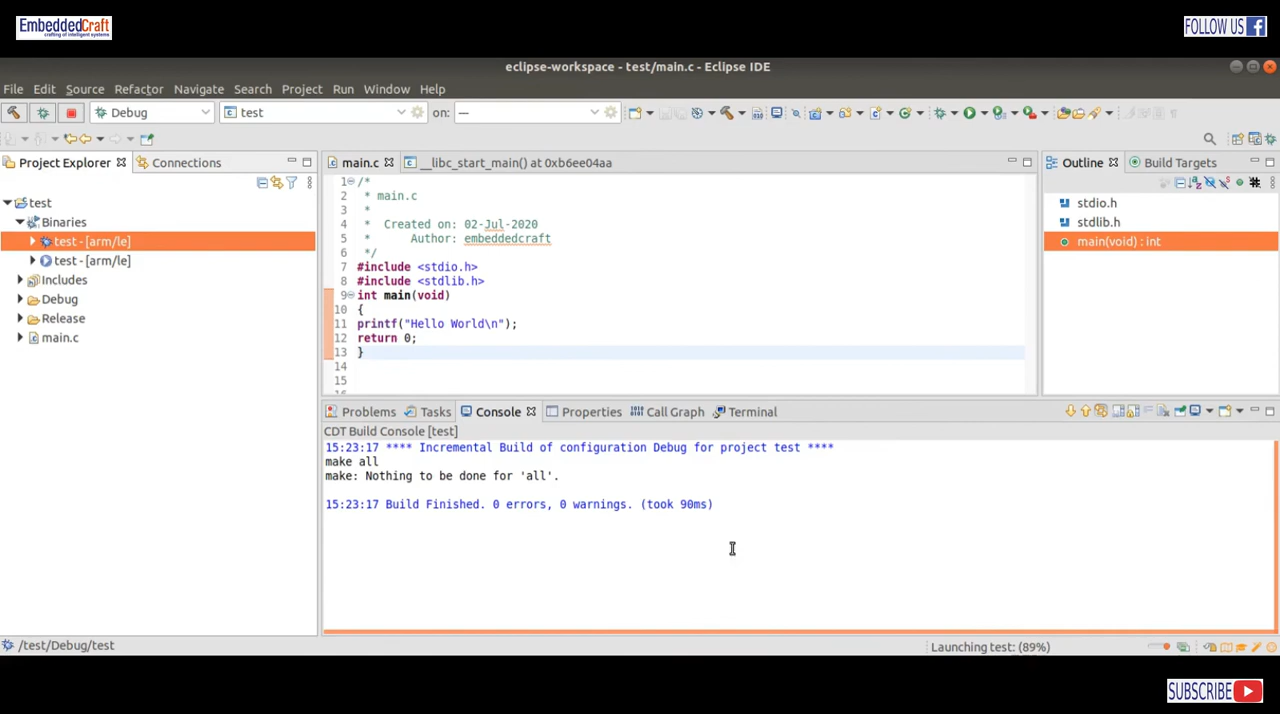 EmbeddedCraft
crafting of intelligent systems
FOLLOW US
eclipse-workspace - test/main.c - Eclipse IDE
File Edit Source Refactor Navigate Search Project Run Window Help
Debug test on: —
Project Explorer Connections
test
Binaries
test - [arm/le]
test - [arm/le]
Includes
Debug
Release
main.c
main.c __libc_start_main() at 0xb6ee04aa
1 /*
2 * main.c
3 *
4 * Created on: 02-Jul-2020
5 * Author: embeddedcraft
6 */
7 #include <stdio.h>
8 #include <stdlib.h>
9 int main(void)
10 {
11 printf("Hello World\n");
12 return 0;
13 }
14
15
Outline Build Targets
stdio.h
stdlib.h
main(void) : int
Problems Tasks Console Properties Call Graph Terminal
CDT Build Console [test]
15:23:17 **** Incremental Build of configuration Debug for project test ****
make all
make: Nothing to be done for 'all'.
15:23:17 Build Finished. 0 errors, 0 warnings. (took 90ms)
/test/Debug/test
Launching test: (89%)
SUBSCRIBE